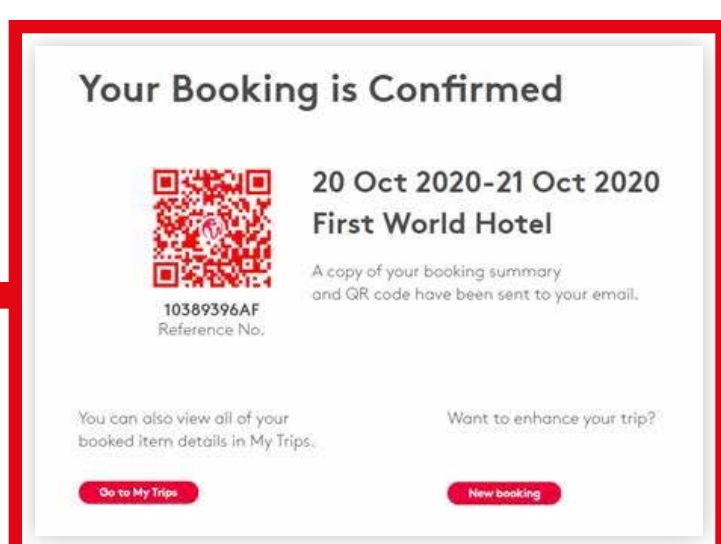 Your Booking is Confirmed
20 Oct 2020-21 Oct 2020
First World Hotel
A copy of your booking summary
and QR code have been sent to your email.
10389396AF
Reference No.
You can also view all of your
booked item details in My Trips.
Want to enhance your trip?
Go to My Trips
New booking